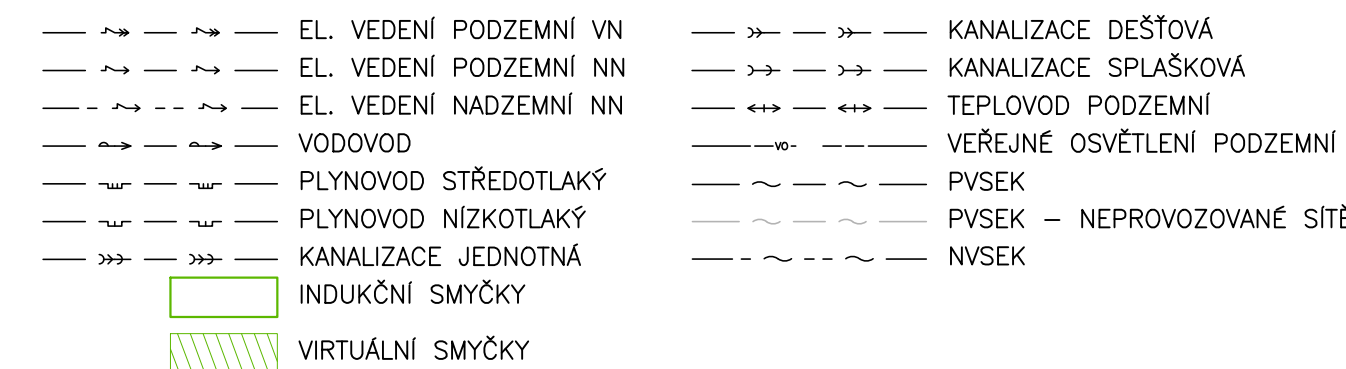 EL. VEDENÍ PODZEMNÍ VN
EL. VEDENÍ PODZEMNÍ NN
EL. VEDENÍ NADZEMNÍ NN
VODOVOD
PLYNOVOD STŘEDOTLAKÝ
PLYNOVOD NÍZKOTLAKÝ
KANALIZACE JEDNOTNÁ
INDUKČNÍ SMYČKY
VIRTUÁLNÍ SMYČKY
KANALIZACE DEŠŤOVÁ
KANALIZACE SPLAŠKOVÁ
TEPLOVOD PODZEMNÍ
vo VEŘEJNÉ OSVĚTLENÍ PODZEMNÍ
PVSEK
PVSEK – NEPROVOZOVANÉ SÍTĚ
NVSEK